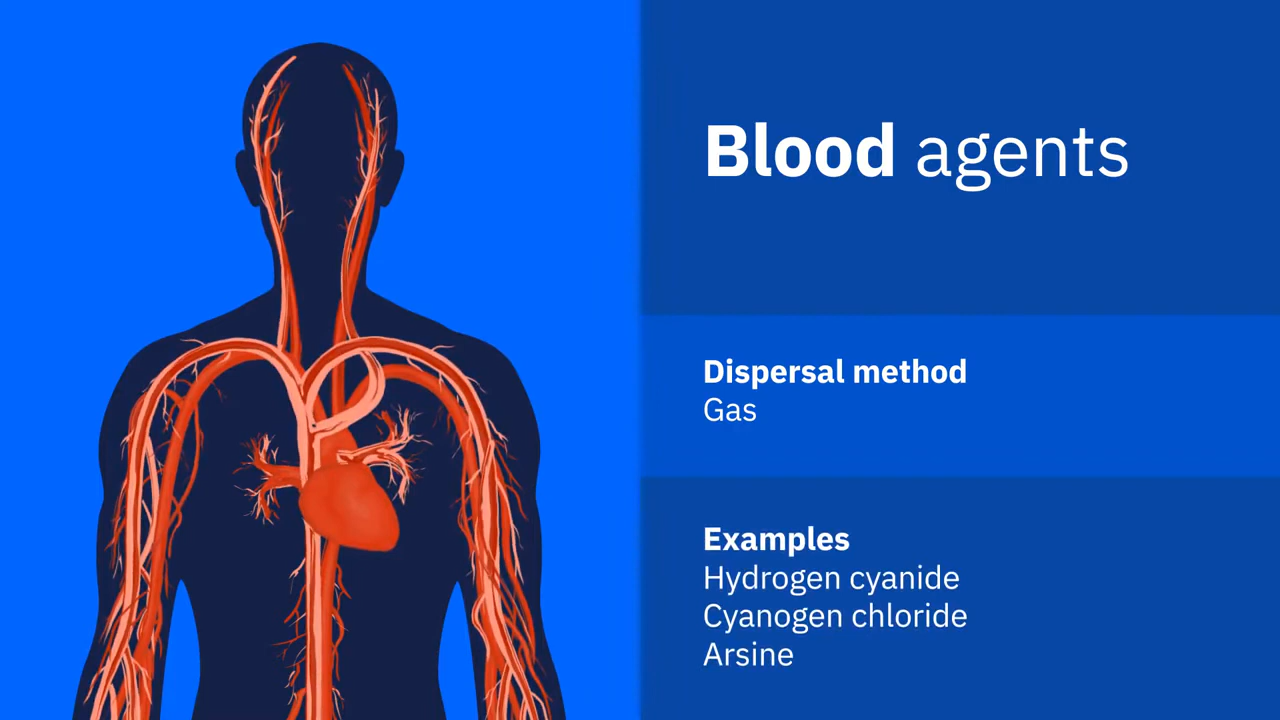 Blood agents
Dispersal method
Gas
Examples
Hydrogen cyanide
Cyanogen chloride
Arsine